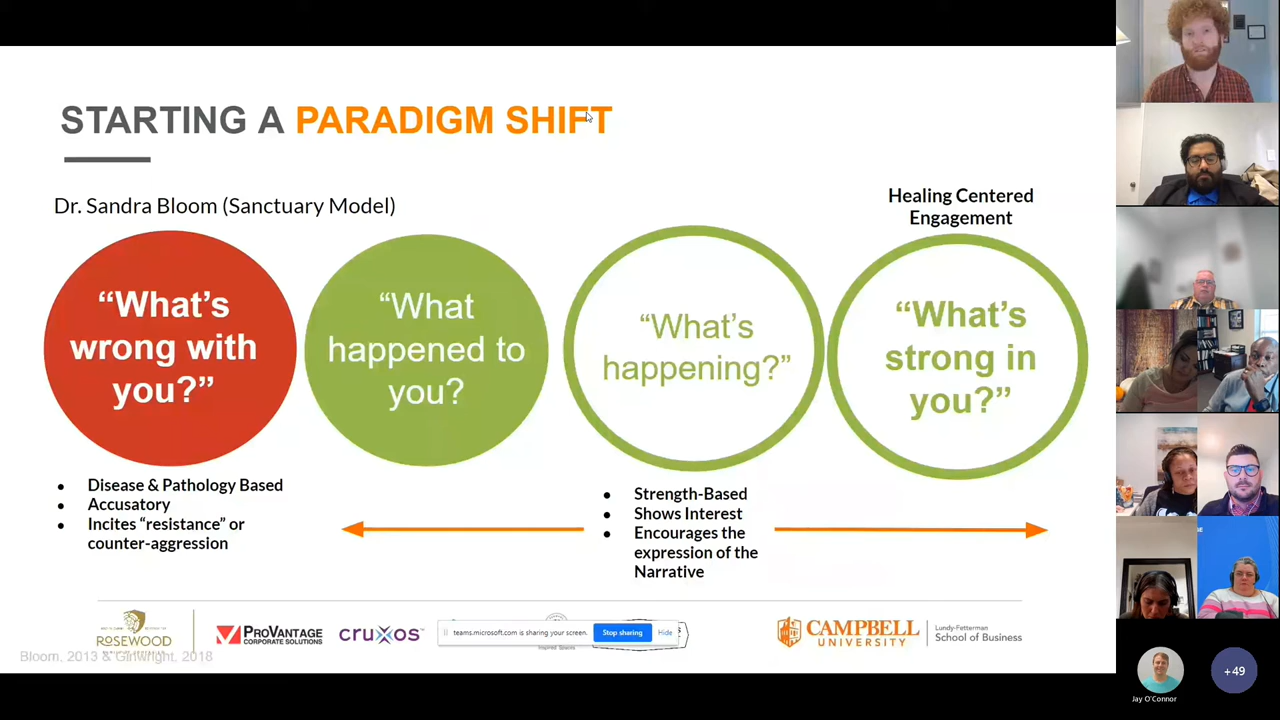 STARTING A PARADIGM SHIFT
Dr. Sandra Bloom (Sanctuary Model)
Healing Centered
Engagement
“What’s
wrong with
you?”
“What
happened to
you?
“What’s
happening?”
“What’s
strong in
you?”
● Disease & Pathology Based
● Accusatory
● Incites “resistance” or
counter-aggression
● Strength-Based
● Shows Interest
● Encourages the
expression of the
Narrative
ROSEWOOD
PROVANTAGE
CORPORATE SOLUTIONS
cruxos
teams.microsoft.com is sharing your screen.
Stop sharing
Hide
Inspired Spaces
CAMPBELL
UNIVERSITY
Lundy-Fetterman
School of Business
Bloom, 2013 & Ginwright, 2018
Jay O'Connor
+49